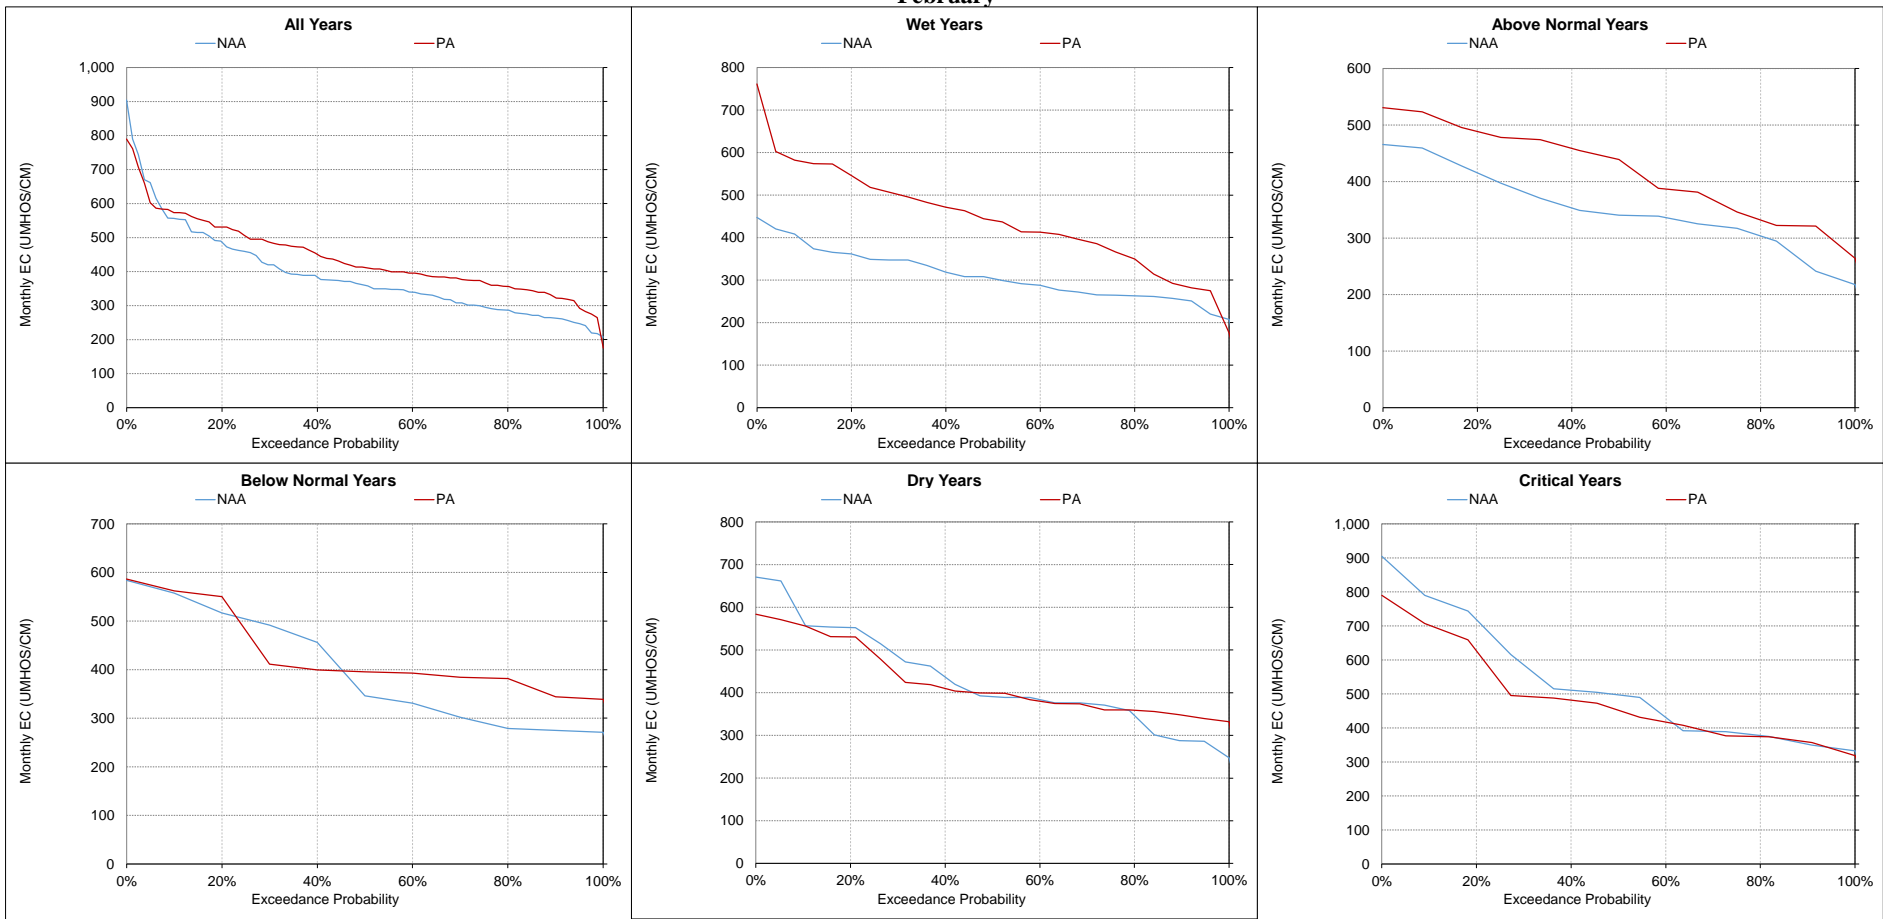 February
All Years
NAA PA
Monthly EC (UMHOS/CM)
1,000
900
800
700
600
500
400
300
200
100
0
0% 20% 40% 60% 80% 100%
Exceedance Probability
Wet Years
NAA PA
Monthly EC (UMHOS/CM)
800
700
600
500
400
300
200
100
0
0% 20% 40% 60% 80% 100%
Exceedance Probability
Above Normal Years
NAA PA
Monthly EC (UMHOS/CM)
600
500
400
300
200
100
0
0% 20% 40% 60% 80% 100%
Exceedance Probability
Below Normal Years
NAA PA
Monthly EC (UMHOS/CM)
700
600
500
400
300
200
100
0
0% 20% 40% 60% 80% 100%
Exceedance Probability
Dry Years
NAA PA
Monthly EC (UMHOS/CM)
800
700
600
500
400
300
200
100
0
0% 20% 40% 60% 80% 100%
Exceedance Probability
Critical Years
NAA PA
Monthly EC (UMHOS/CM)
1,000
900
800
700
600
500
400
300
200
100
0
0% 20% 40% 60% 80% 100%
Exceedance Probability